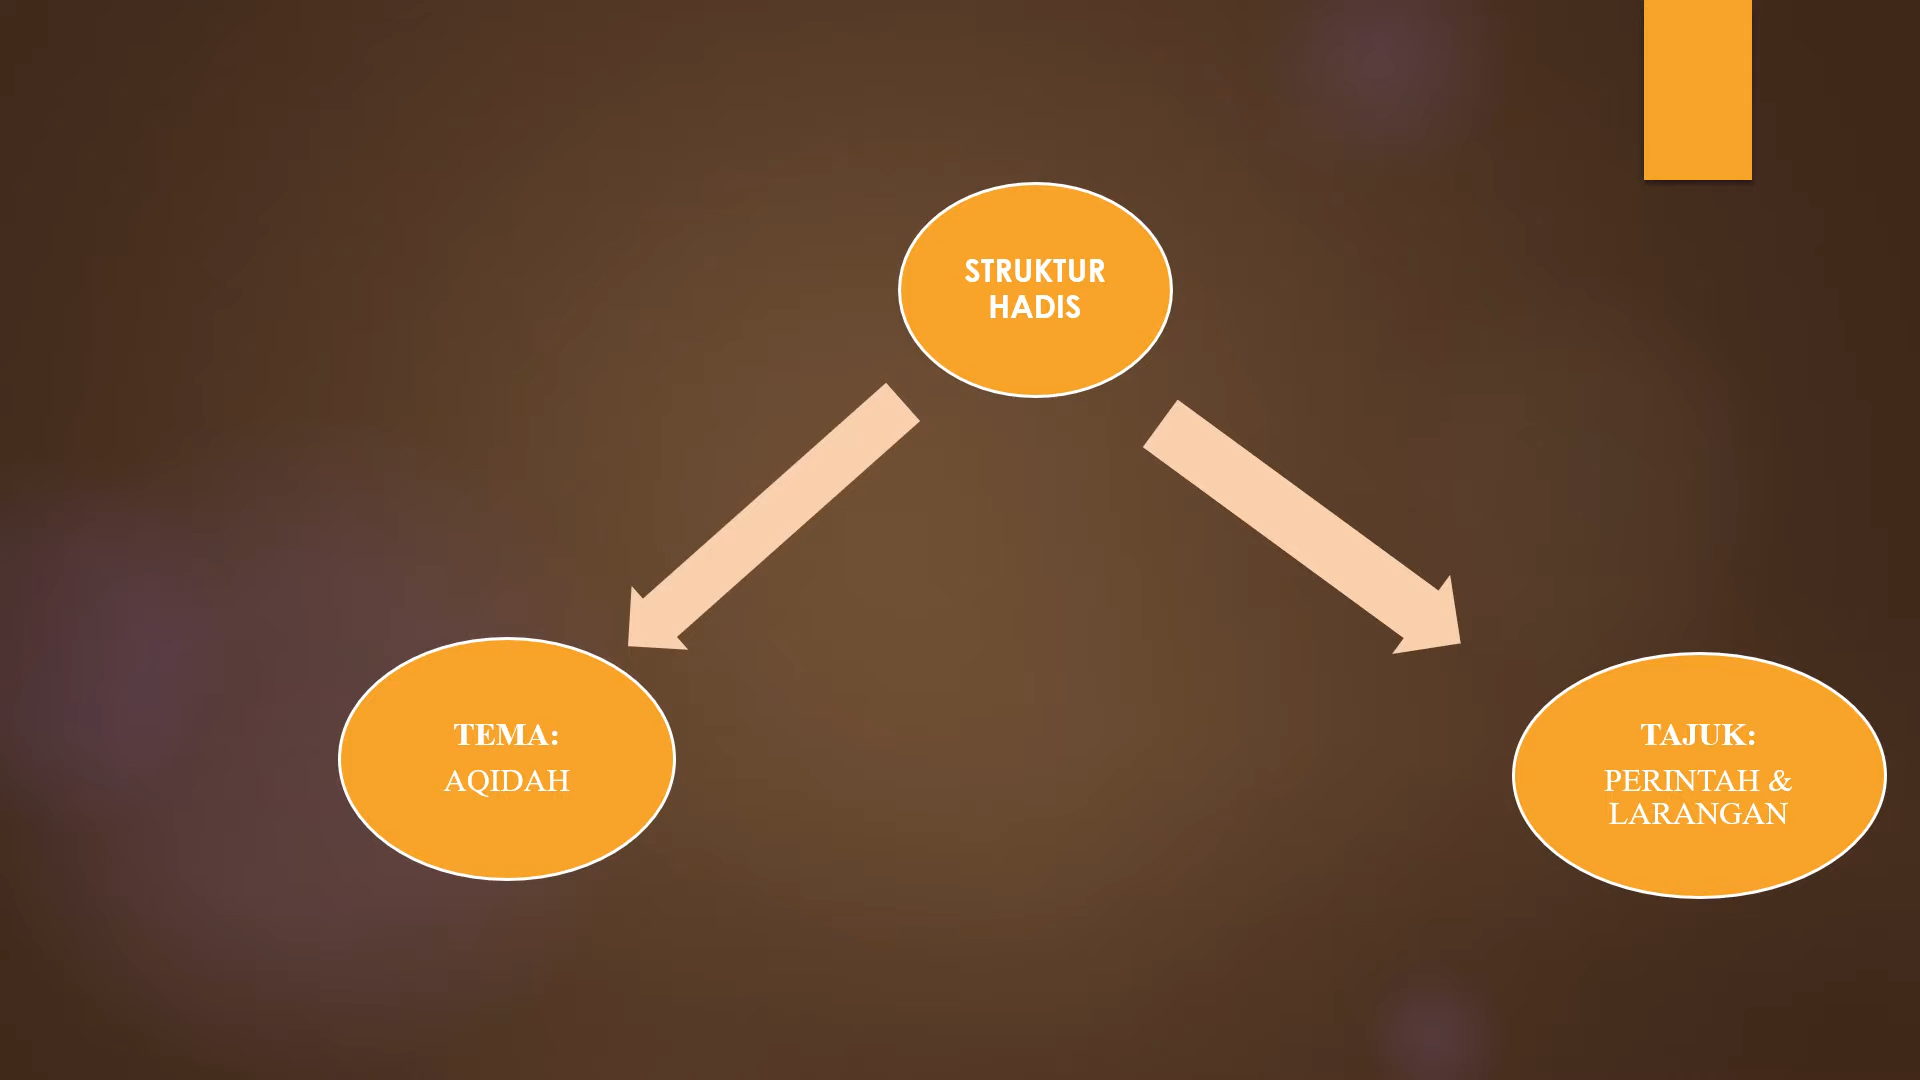 STRUKTUR
HADIS
TEMA:
AQIDAH
TAJUK:
PERINTAH &
LARANGAN